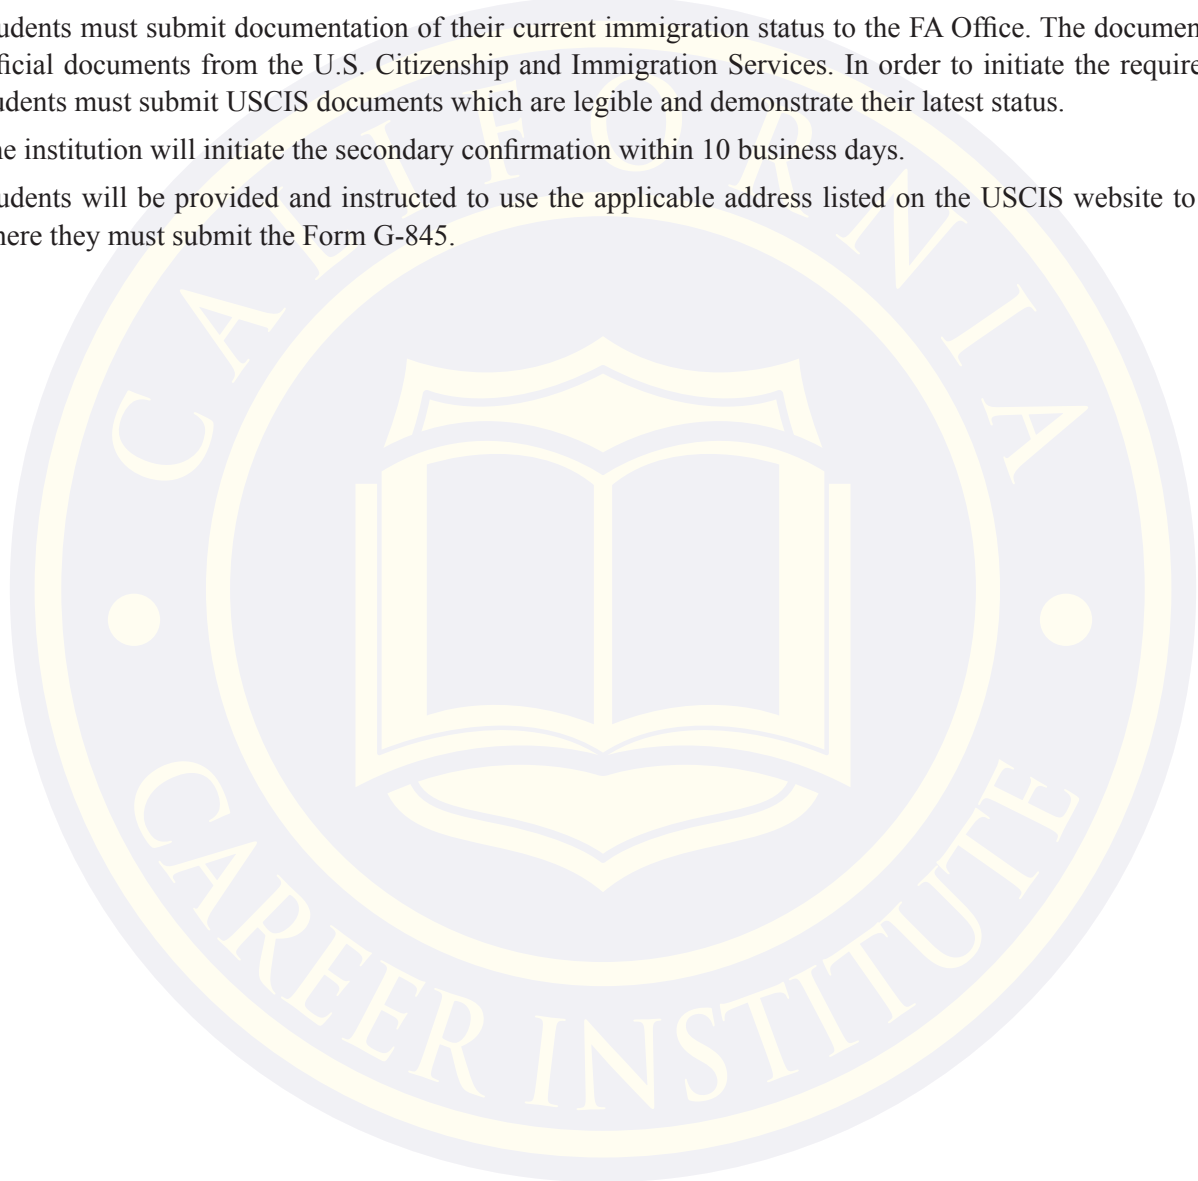 udents must submit documentation of their current immigration status to the FA Office. The documen
ficial documents from the U.S. Citizenship and Immigration Services. In order to initiate the require
udents must submit USCIS documents which are legible and demonstrate their latest status.
he institution will initiate the secondary confirmation within 10 business days.
udents will be provided and instructed to use the applicable address listed on the USCIS website to
here they must submit the Form G-845.
CALIFORNIA
CAREER INSTITUTE